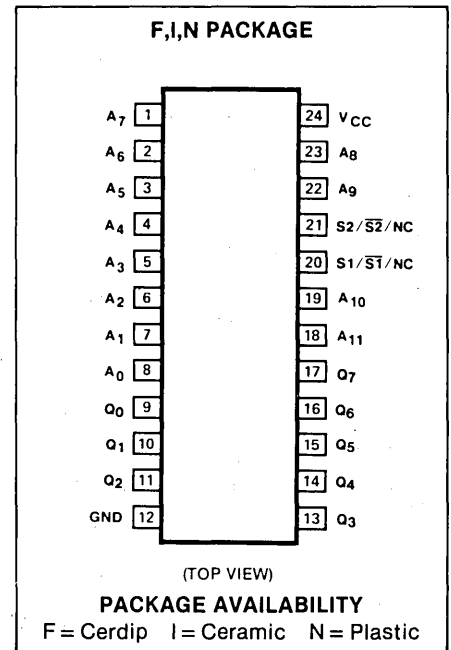 F,I,N PACKAGE
A7 1 24 VCC
A6 2 23 A8
A5 3 22 A9
A4 4 21 S2/S̅2̅/NC
A3 5 20 S1/S̅1̅/NC
A2 6 19 A10
A1 7 18 A11
A0 8 17 Q7
Q0 9 16 Q6
Q1 10 15 Q5
Q2 11 14 Q4
GND 12 13 Q3
(TOP VIEW)
PACKAGE AVAILABILITY
F = Cerdip I = Ceramic N = Plastic